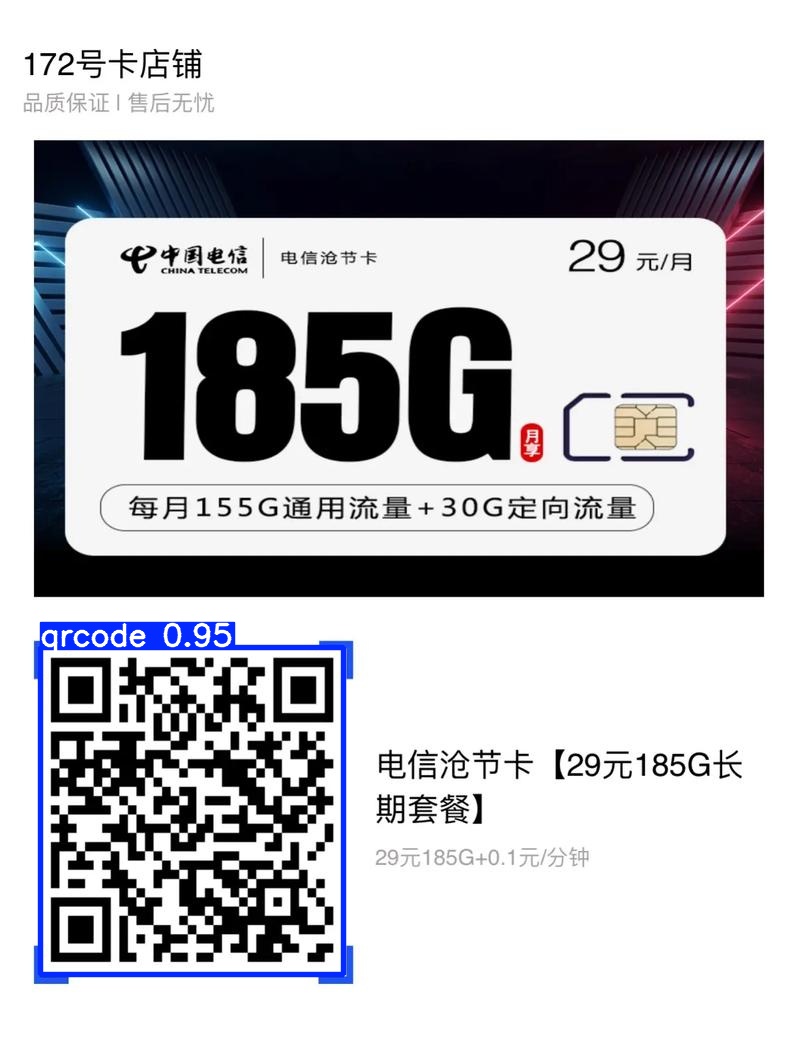 172号卡店铺
品质保证 | 售后无忧
中国电信
CHINA TELECOM
电信沧节卡
29 元/月
185G
月享
每月155G通用流量+30G定向流量
qrcode 0.95
电信沧节卡【29元185G长
期套餐】
29元185G+0.1元/分钟